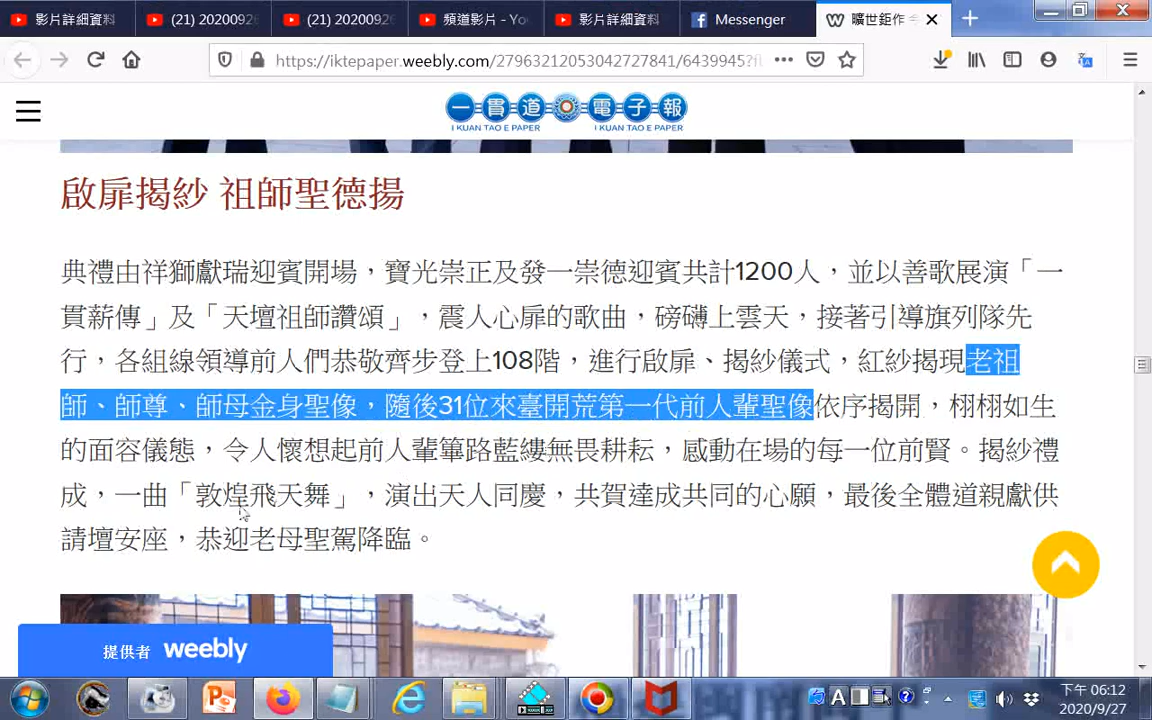 (21) 2020092
(21) 2020092
頻道影片 - Yo
影片詳細資料
Messenger
曠世鉅作
https://iktepaper.weebly.com/27963212053042727841/6439945?f
一貫道電子報
I KUAN TAO E PAPER I KUAN TAO E PAPER
啟扉揭紗 祖師聖德揚
典禮由祥獅獻瑞迎賓開場，寶光崇正及發一崇德迎賓共計1200人，並以善歌展演「一
貫薪傳」及「天壇祖師讚頌」，震人心扉的歌曲，磅礴上雲天，接著引導旗列隊先
行，各組線領導前人們恭敬齊步登上108階，進行啟扉、揭紗儀式，紅紗揭現老祖
師、師尊、師母金身聖像，隨後31位來臺開荒第一代前人輩聖像依序揭開，栩栩如生
的面容儀態，令人懷想起前人輩篳路藍縷無畏耕耘，感動在場的每一位前賢。揭紗禮
成，一曲「敦煌飛天舞」，演出天人同慶，共賀達成共同的心願，最後全體道親獻供
請壇安座，恭迎老母聖駕降臨。
提供者 weebly
下午 06:12
2020/9/27